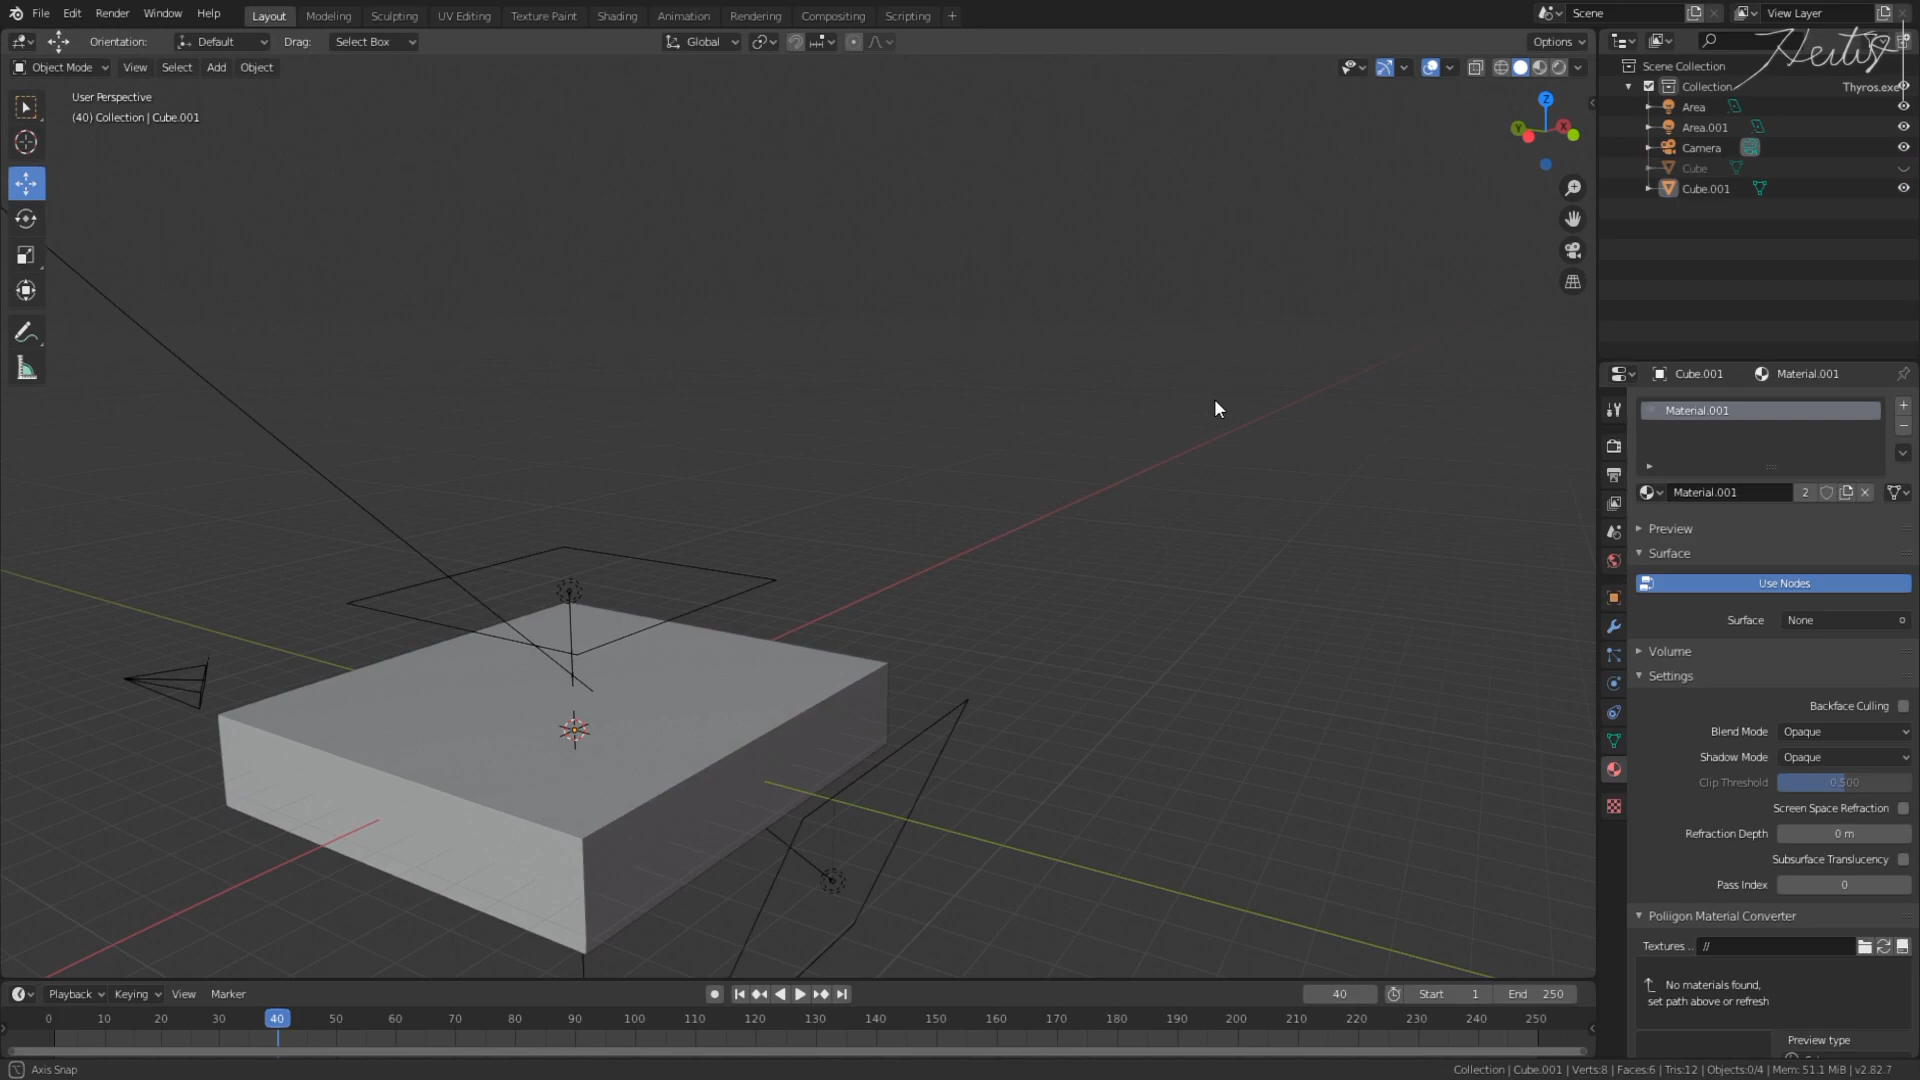 File Edit Render Window Help Layout Modeling Sculpting UV Editing Texture Paint Shading Animation Rendering Compositing Scripting + Scene View Layer
Orientation: Default Drag: Select Box Global Options
Object Mode View Select Add Object
User Perspective
(40) Collection | Cube.001
Z
Y
X
Scene Collection
Collection Thyros.exe
Area
Area.001
Camera
Cube
Cube.001
Cube.001 Material.001
Material.001
Material.001 2
Preview
Surface
Use Nodes
Surface None
Volume
Settings
Backface Culling
Blend Mode Opaque
Shadow Mode Opaque
Clip Threshold 0.500
Screen Space Refraction
Refraction Depth 0 m
Subsurface Translucency
Pass Index 0
Poliigon Material Converter
Textures .. //
No materials found,
set path above or refresh
Preview type
Playback Keying View Marker 40 Start 1 End 250
0 10 20 30 40 50 60 70 80 90 100 110 120 130 140 150 160 170 180 190 200 210 220 230 240 250
Axis Snap Collection | Cube.001 | Verts:8 | Faces:6 | Tris:12 | Objects:0/4 | Mem: 51.1 MiB | v2.82.7